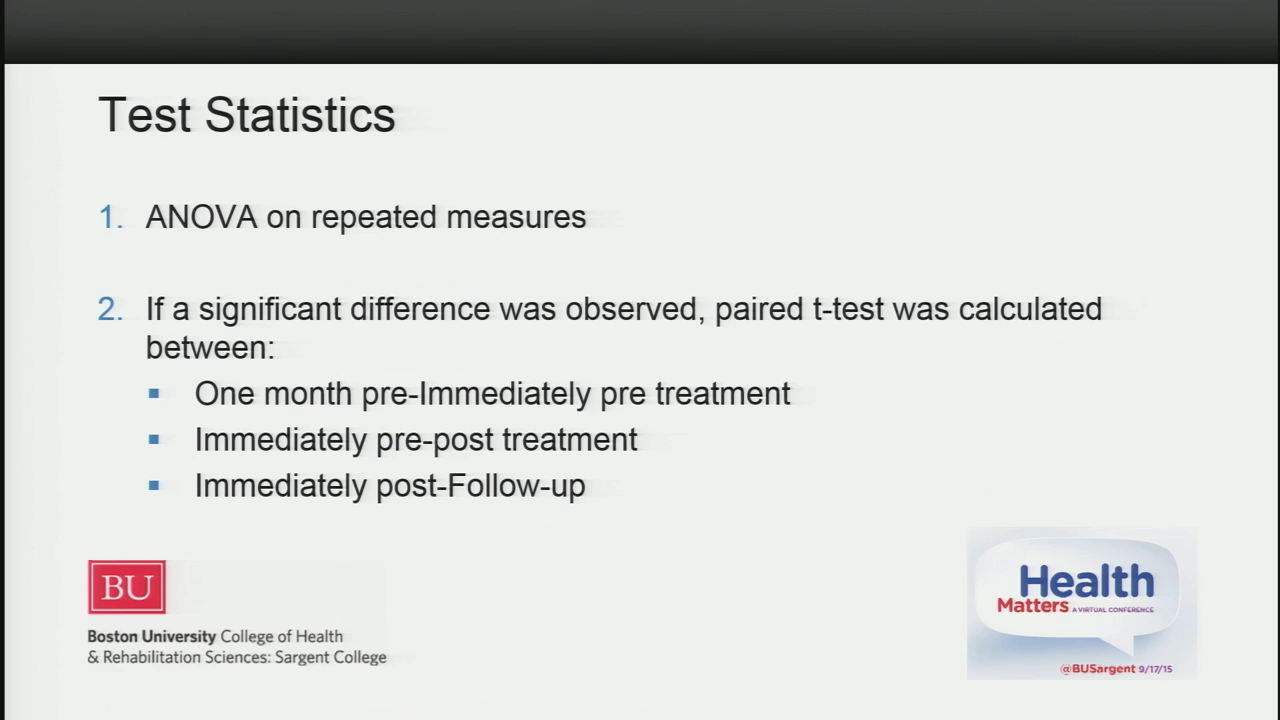 Test Statistics
1. ANOVA on repeated measures
2. If a significant difference was observed, paired t-test was calculated
between:
▪ One month pre-Immediately pre treatment
▪ Immediately pre-post treatment
▪ Immediately post-Follow-up
BU
Boston University College of Health
& Rehabilitation Sciences: Sargent College
Health
Matters A VIRTUAL CONFERENCE
@BUSargent 9/17/15